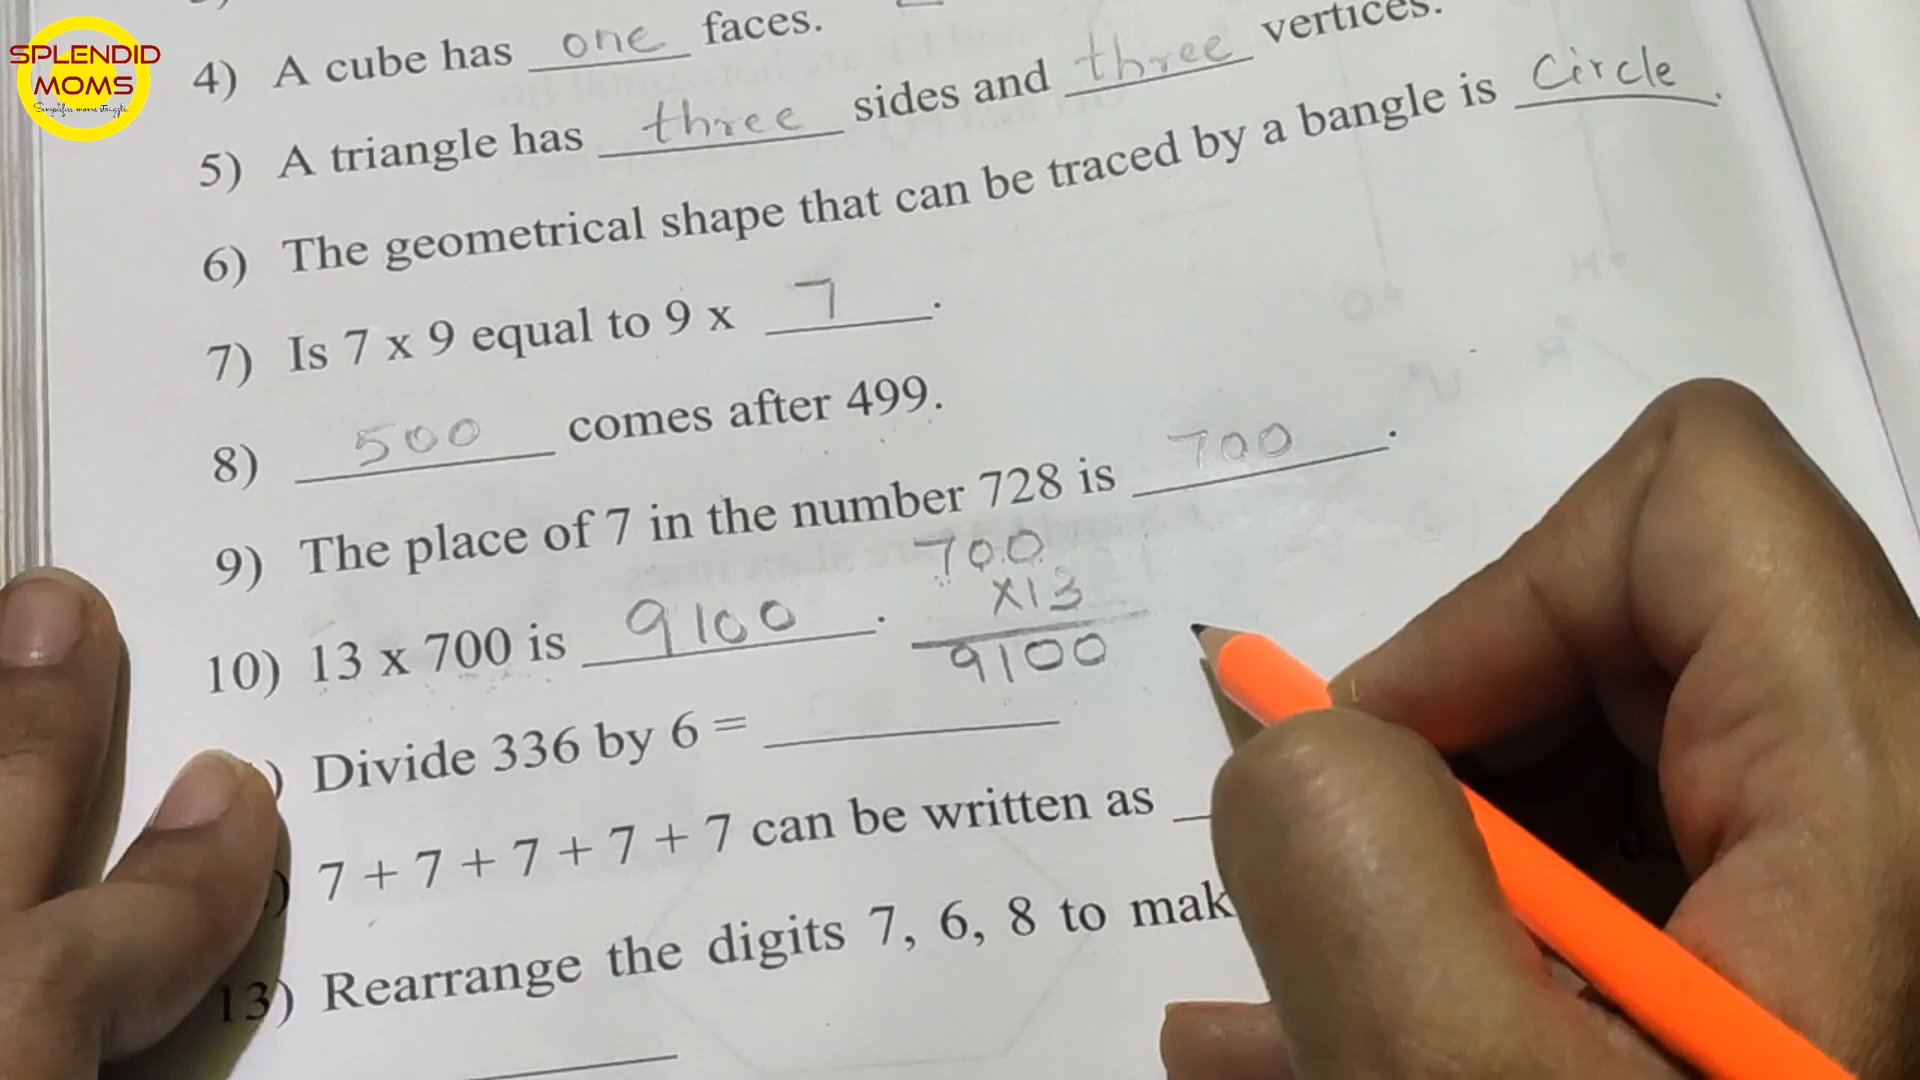 SPLENDID
MOMS
4) A cube has one faces.
5) A triangle has three sides and three vertices.
6) The geometrical shape that can be traced by a bangle is Circle.
7) Is 7 x 9 equal to 9 x 7.
8) 500 comes after 499.
9) The place of 7 in the number 728 is 700.
700
x13
9100
10) 13 x 700 is 9100.
) Divide 336 by 6 =
) 7 + 7 + 7 + 7 + 7 can be written as
13) Rearrange the digits 7, 6, 8 to mak